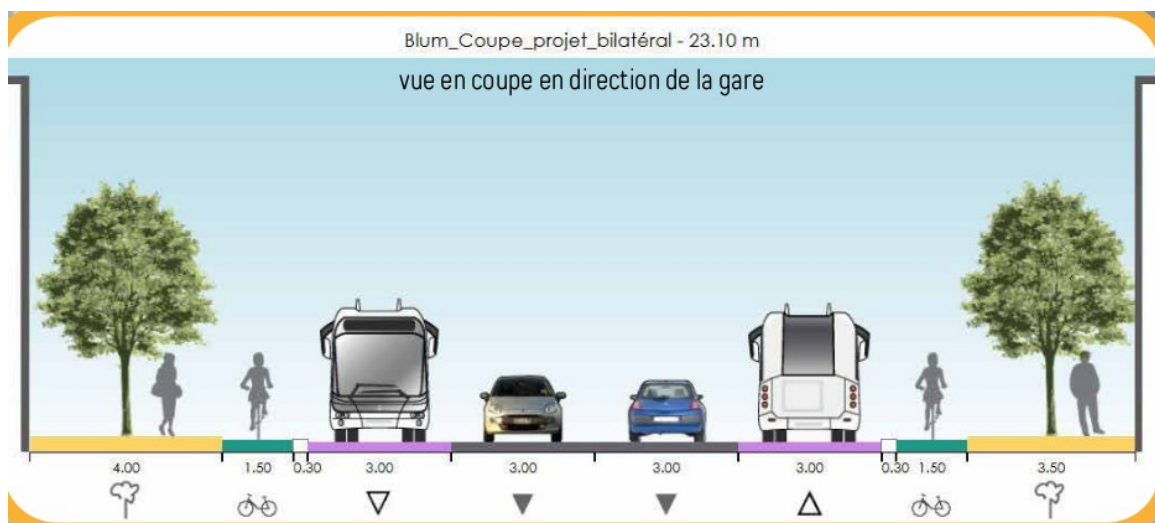 Blum_Coupe_projet_bilatéral - 23.10 m
vue en coupe en direction de la gare
4.00 1.50 0.30 3.00 3.00 3.00 3.00 0.30 1.50 3.50